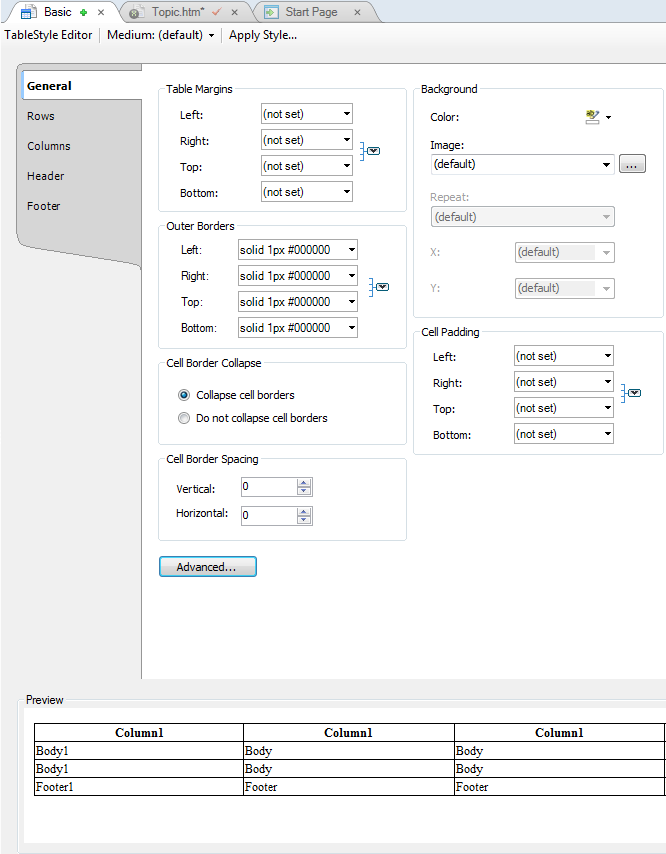 Basic
Topic.htm*
Start Page
TableStyle Editor
Medium: (default)
Apply Style...
General
Rows
Columns
Header
Footer
Table Margins
Left: (not set)
Right: (not set)
Top: (not set)
Bottom: (not set)
Outer Borders
Left: solid 1px #000000
Right: solid 1px #000000
Top: solid 1px #000000
Bottom: solid 1px #000000
Cell Border Collapse
Collapse cell borders
Do not collapse cell borders
Cell Border Spacing
Vertical: 0
Horizontal: 0
Advanced...
Background
Color:
Image:
(default) ...
Repeat:
(default)
X: (default)
Y: (default)
Cell Padding
Left: (not set)
Right: (not set)
Top: (not set)
Bottom: (not set)
Preview
Column1 Column1 Column1
Body1 Body Body
Body1 Body Body
Footer1 Footer Footer